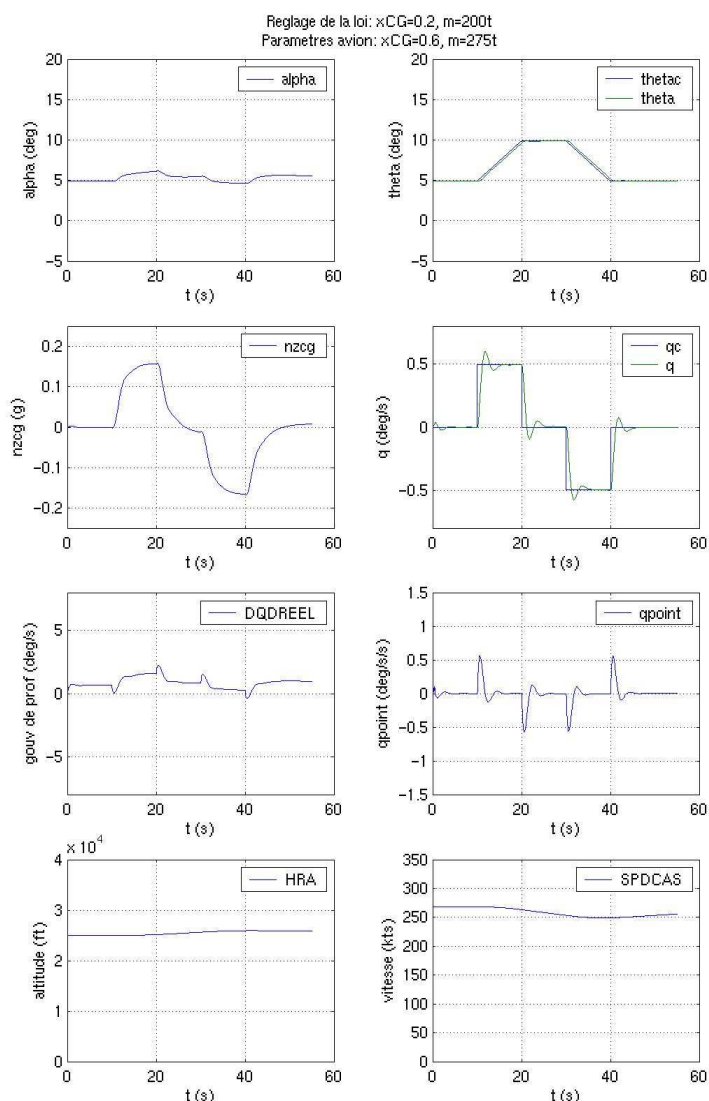 Reglage de la loi: xCG=0.2, m=200t
Parametres avion: xCG=0.6, m=275t
20
15
10
5
0
−5
alpha (deg)
alpha
0 20 40 60
t (s)
20
15
10
5
0
−5
theta (deg)
thetac
theta
0 20 40 60
t (s)
0.2
0.1
0
−0.1
−0.2
nzcg (g)
nzcg
0 20 40 60
t (s)
0.5
0
−0.5
q (deg/s)
qc
q
0 20 40 60
t (s)
5
0
−5
gouv de prof (deg/s)
DQDREEL
0 20 40 60
t (s)
1.5
1
0.5
0
−0.5
−1
−1.5
qpoint (deg/s/s)
qpoint
0 20 40 60
t (s)
x 10^4
4
3
2
1
0
altitude (ft)
HRA
0 20 40 60
t (s)
350
300
250
200
150
100
50
0
vitesse (kts)
SPDCAS
0 20 40 60
t (s)